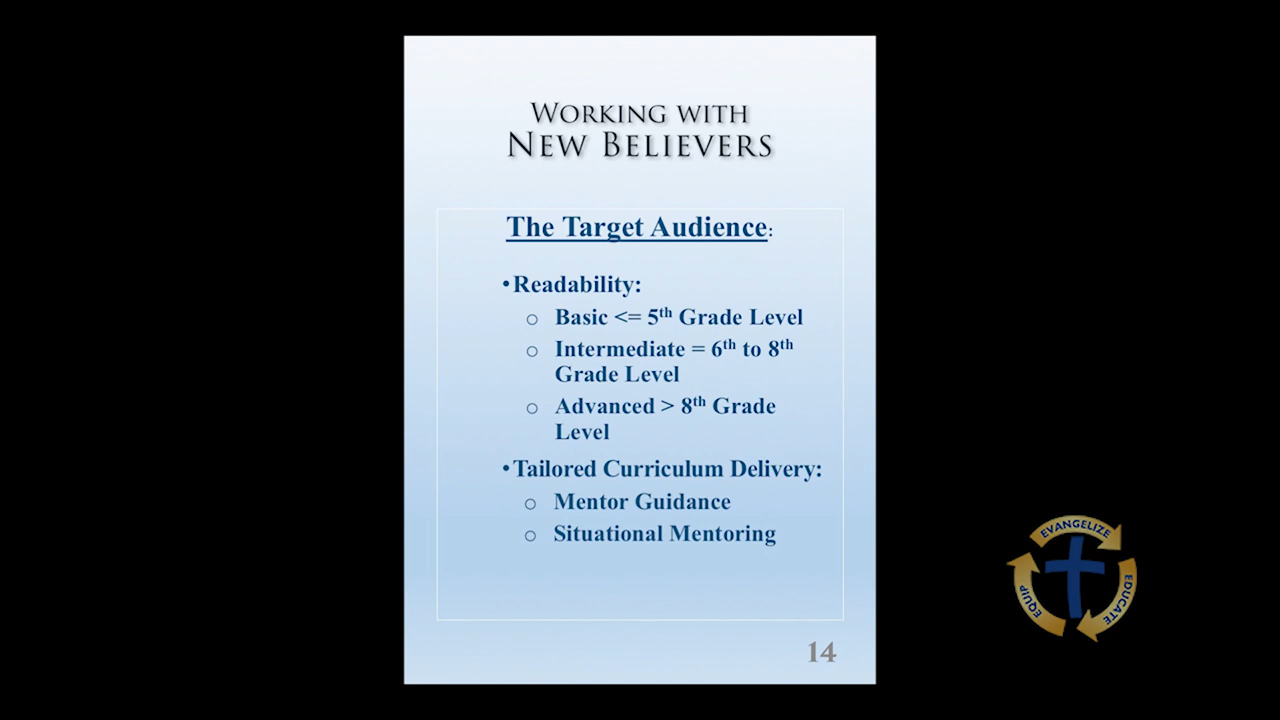 WORKING WITH
NEW BELIEVERS
The Target Audience:
•Readability:
o Basic <= 5th Grade Level
o Intermediate = 6th to 8th
Grade Level
o Advanced > 8th Grade
Level
•Tailored Curriculum Delivery:
o Mentor Guidance
o Situational Mentoring
14
EVANGELIZE
EDUCATE
EQUIP